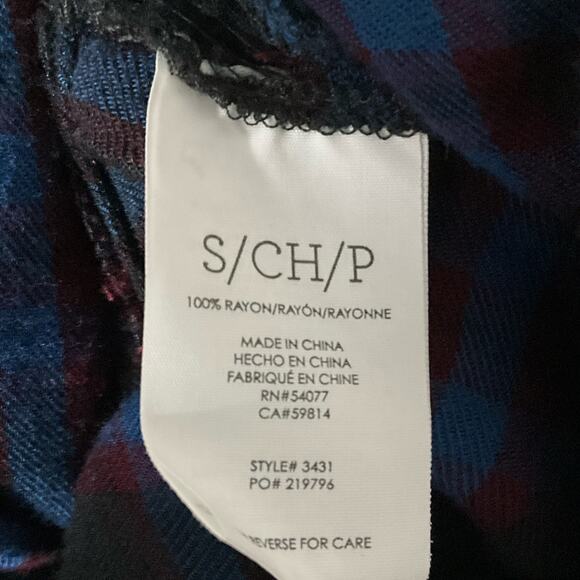 S/CH/P
100% RAYON/RAYÓN/RAYONNE
MADE IN CHINA
HECHO EN CHINA
FABRIQUÉ EN CHINE
RN#54077
CA#59814
STYLE# 3431
PO# 219796
REVERSE FOR CARE